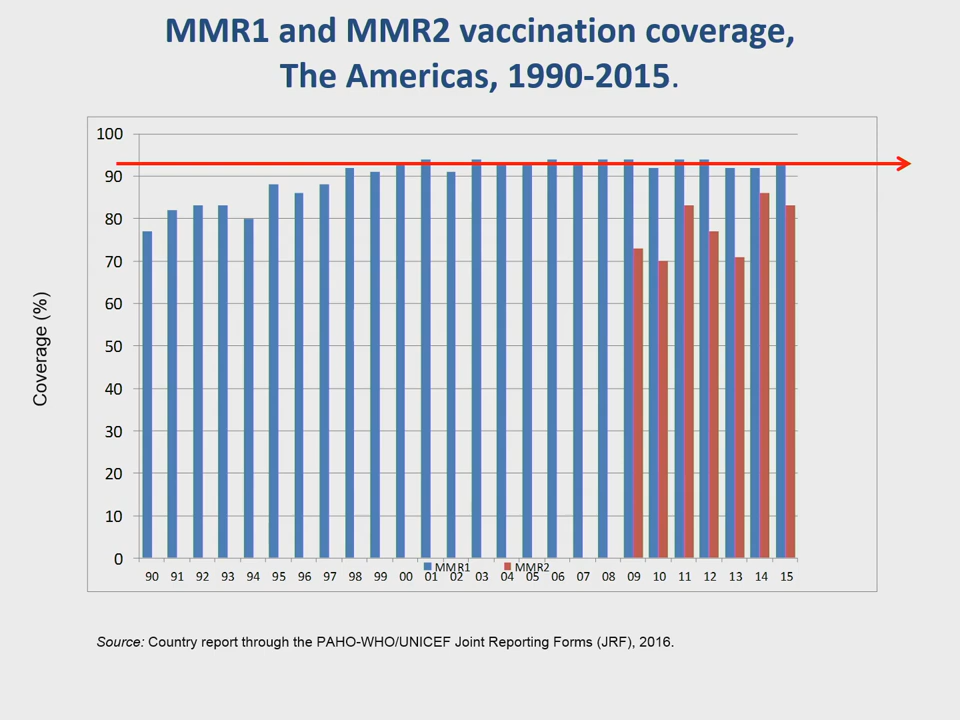 MMR1 and MMR2 vaccination coverage,
The Americas, 1990-2015.
100
90
80
70
60
50
40
30
20
10
0
Coverage (%)
MMR1 MMR2
90 91 92 93 94 95 96 97 98 99 00 01 02 03 04 05 06 07 08 09 10 11 12 13 14 15
Source: Country report through the PAHO-WHO/UNICEF Joint Reporting Forms (JRF), 2016.